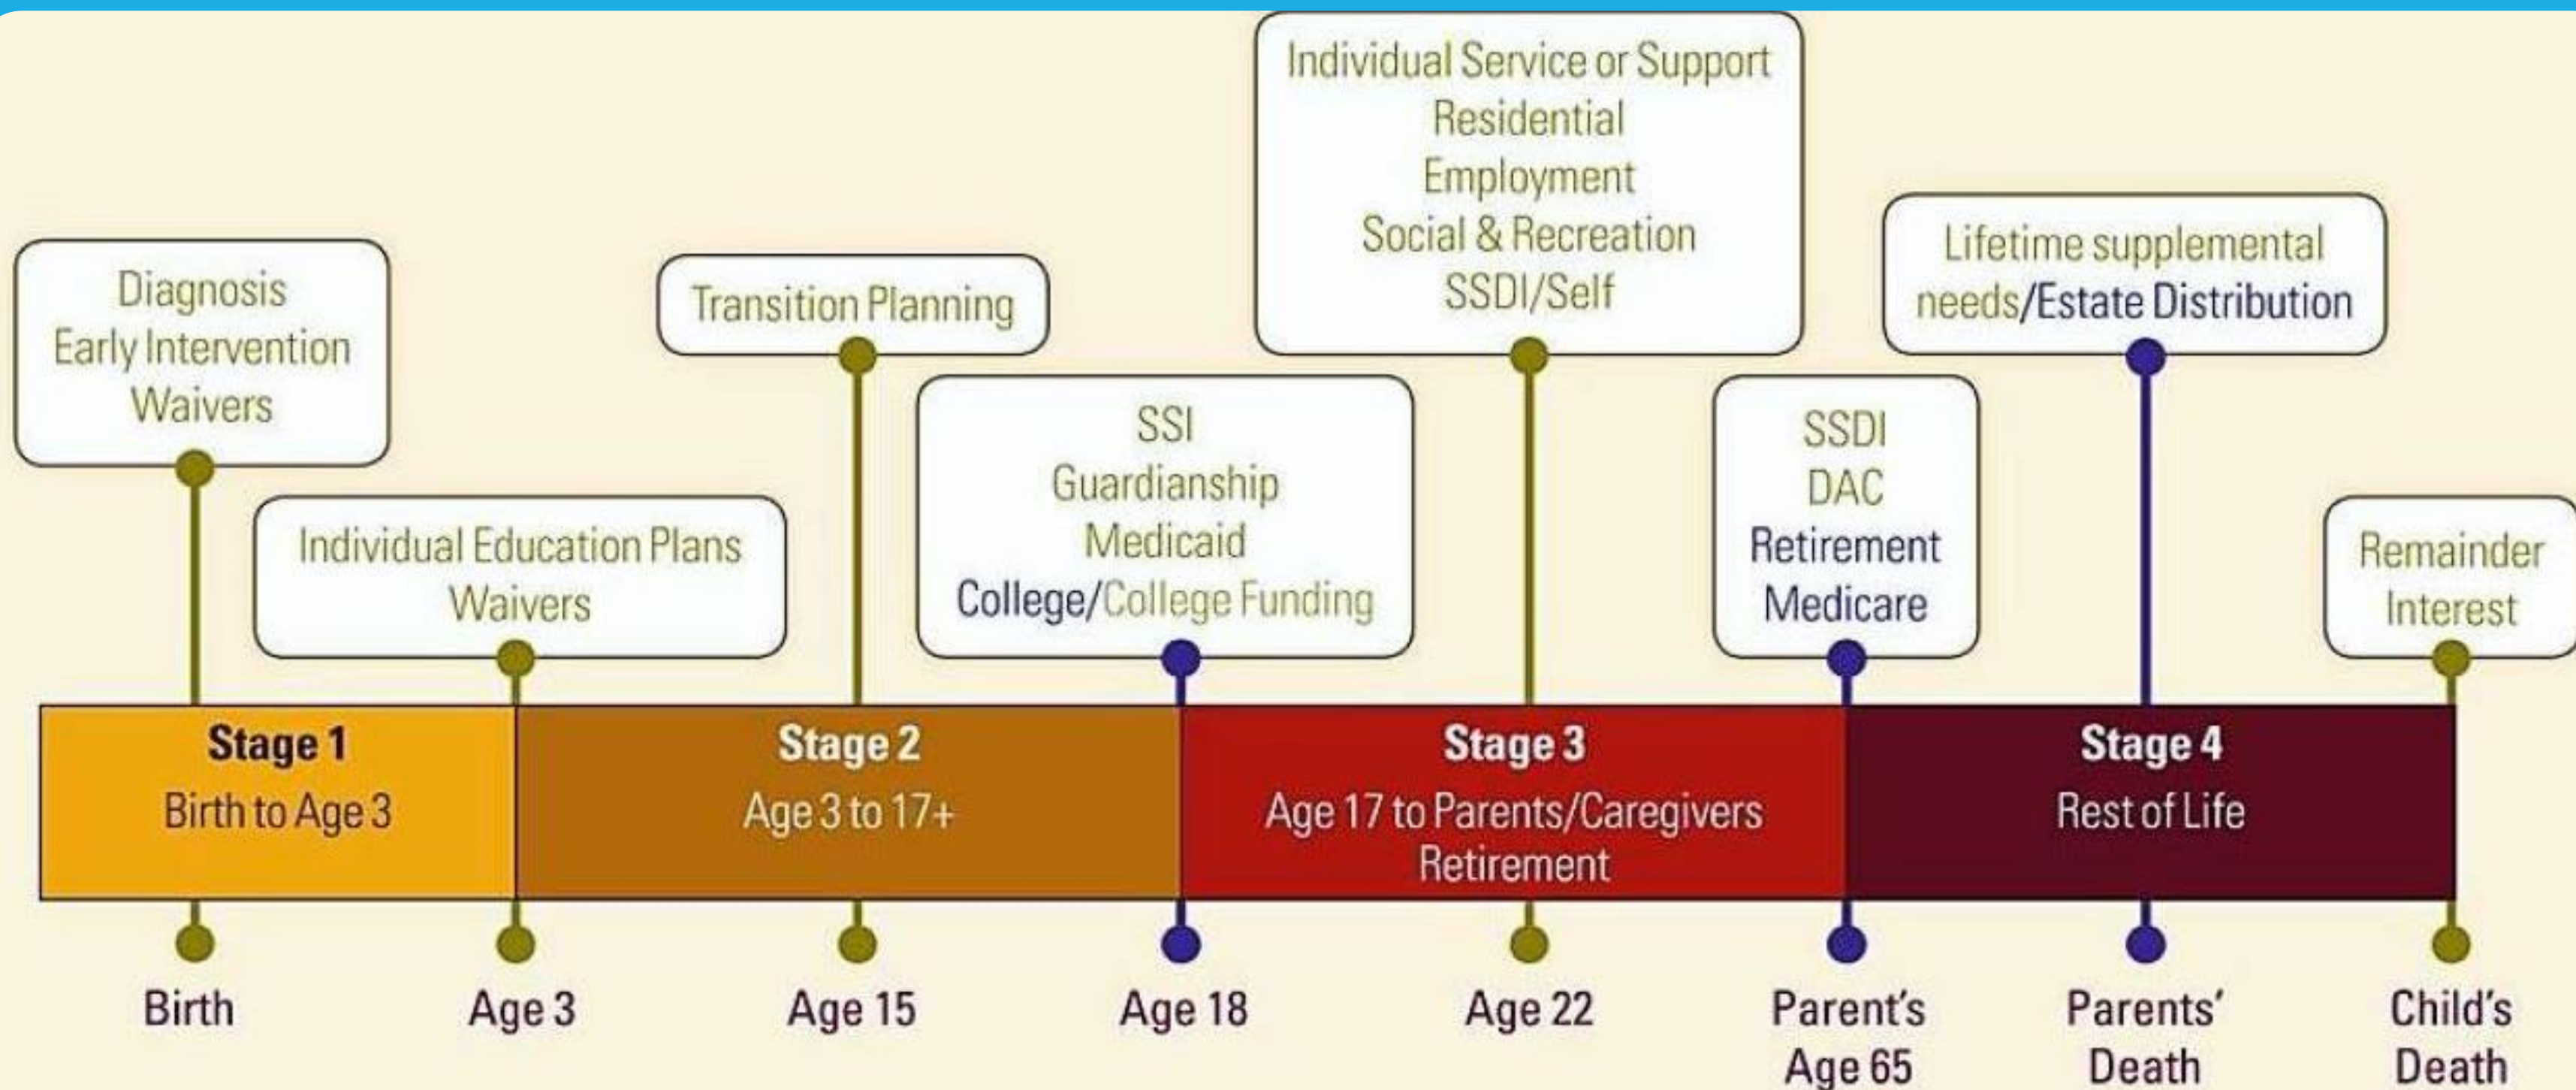 Diagnosis
Early Intervention
Waivers
Individual Education Plans
Waivers
Transition Planning
SSI
Guardianship
Medicaid
College/College Funding
Individual Service or Support
Residential
Employment
Social & Recreation
SSDI/Self
SSDI
DAC
Retirement
Medicare
Lifetime supplemental
needs/Estate Distribution
Remainder
Interest
Stage 1
Birth to Age 3
Stage 2
Age 3 to 17+
Stage 3
Age 17 to Parents/Caregivers
Retirement
Stage 4
Rest of Life
Birth
Age 3
Age 15
Age 18
Age 22
Parent's
Age 65
Parents'
Death
Child's
Death